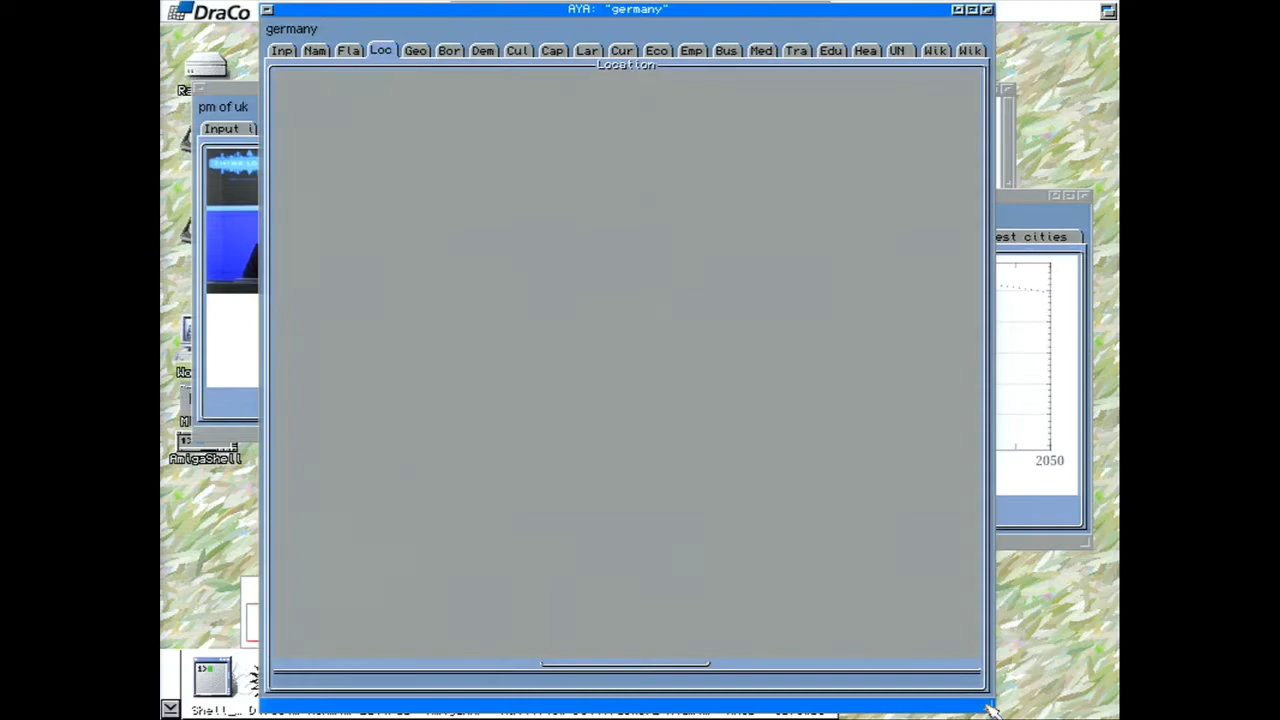 DraCo
AYA: "germany"
germany
Inp Nam Fla Loc Geo Bor Dem Cul Cap Lar Cur Eco Emp Bus Med Tra Edu Hea UN Wik Wik
Location
pm of uk
Input i
est cities
2050
AmigaShell
Shell_